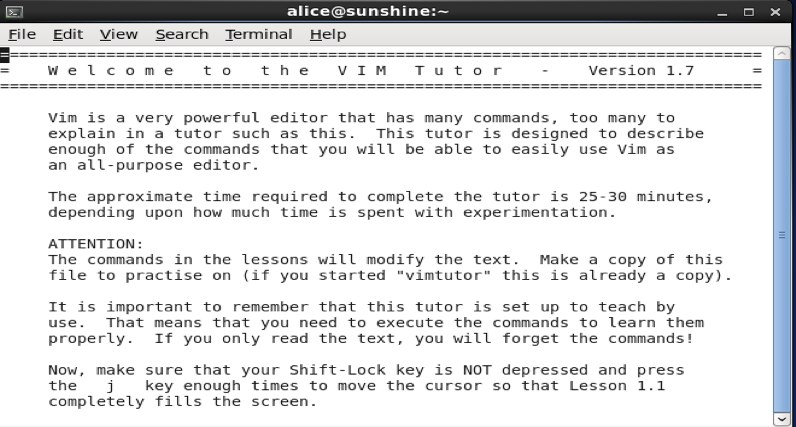 alice@sunshine:~
File Edit View Search Terminal Help
===============================================================================
=    W e l c o m e   t o   t h e   V I M   T u t o r    -    Version 1.7      =
===============================================================================
Vim is a very powerful editor that has many commands, too many to
explain in a tutor such as this.  This tutor is designed to describe
enough of the commands that you will be able to easily use Vim as
an all-purpose editor.
The approximate time required to complete the tutor is 25-30 minutes,
depending upon how much time is spent with experimentation.
ATTENTION:
The commands in the lessons will modify the text.  Make a copy of this
file to practise on (if you started "vimtutor" this is already a copy).
It is important to remember that this tutor is set up to teach by
use.  That means that you need to execute the commands to learn them
properly.  If you only read the text, you will forget the commands!
Now, make sure that your Shift-Lock key is NOT depressed and press
the   j   key enough times to move the cursor so that Lesson 1.1
completely fills the screen.